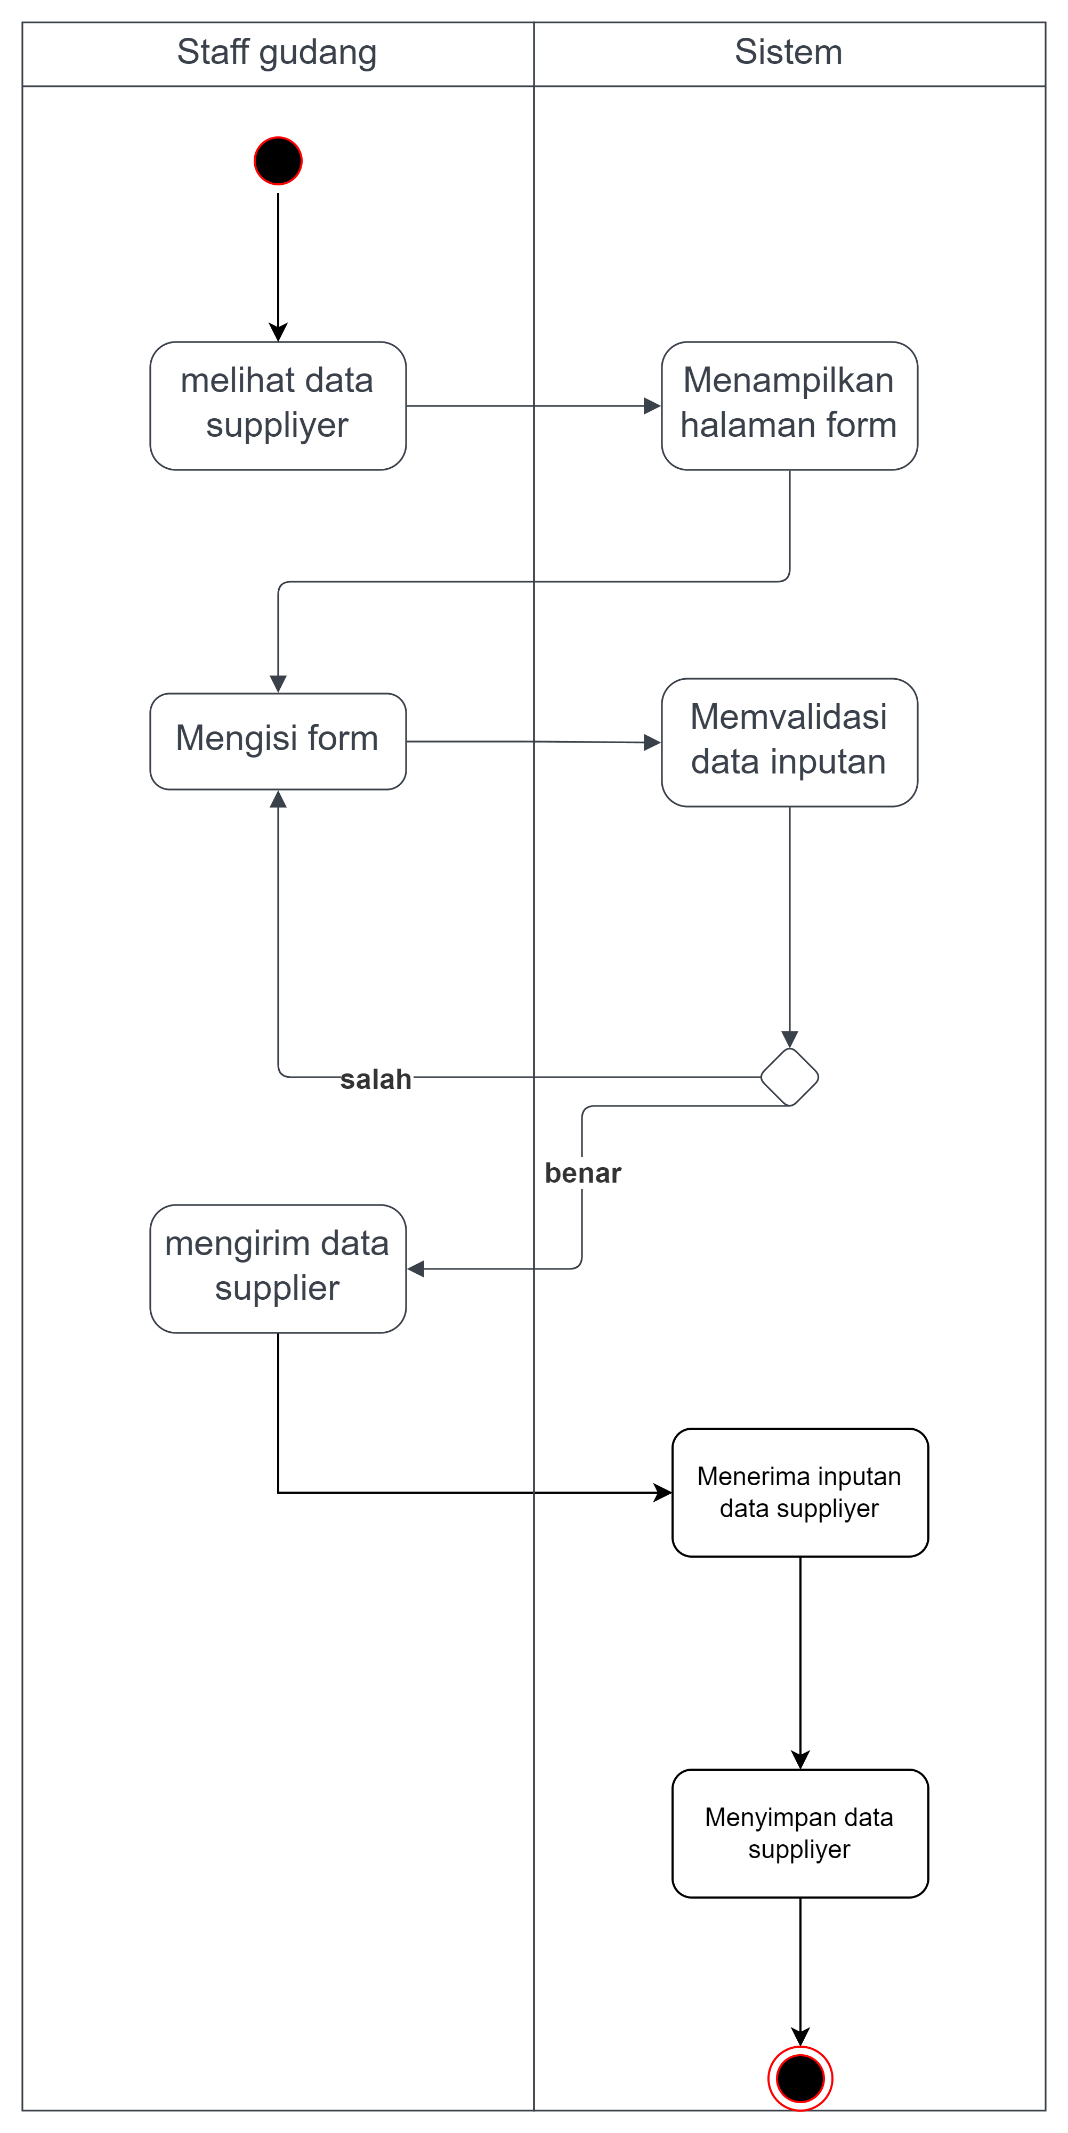 Staff gudang
Sistem
melihat data
suppliyer
Menampilkan
halaman form
Mengisi form
Memvalidasi
data inputan
salah
benar
mengirim data
supplier
Menerima inputan
data suppliyer
Menyimpan data
suppliyer